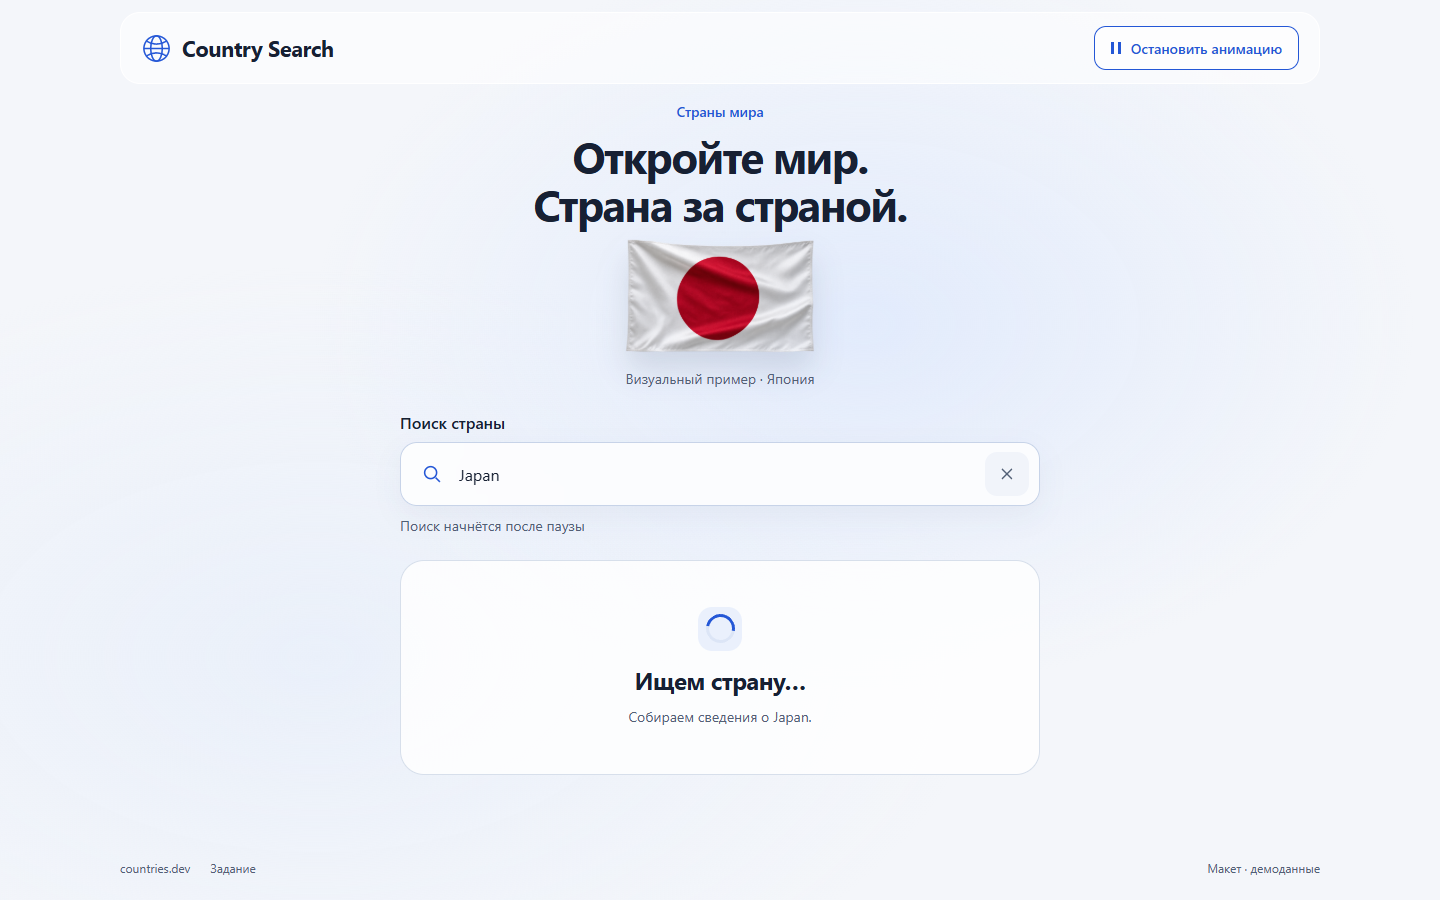 Country Search
Остановить анимацию
Страны мира
Откройте мир.
Страна за страной.
Визуальный пример · Япония
Поиск страны
Japan
Поиск начнётся после паузы
Ищем страну...
Собираем сведения о Japan.
countries.dev
Задание
Макет · демоданные